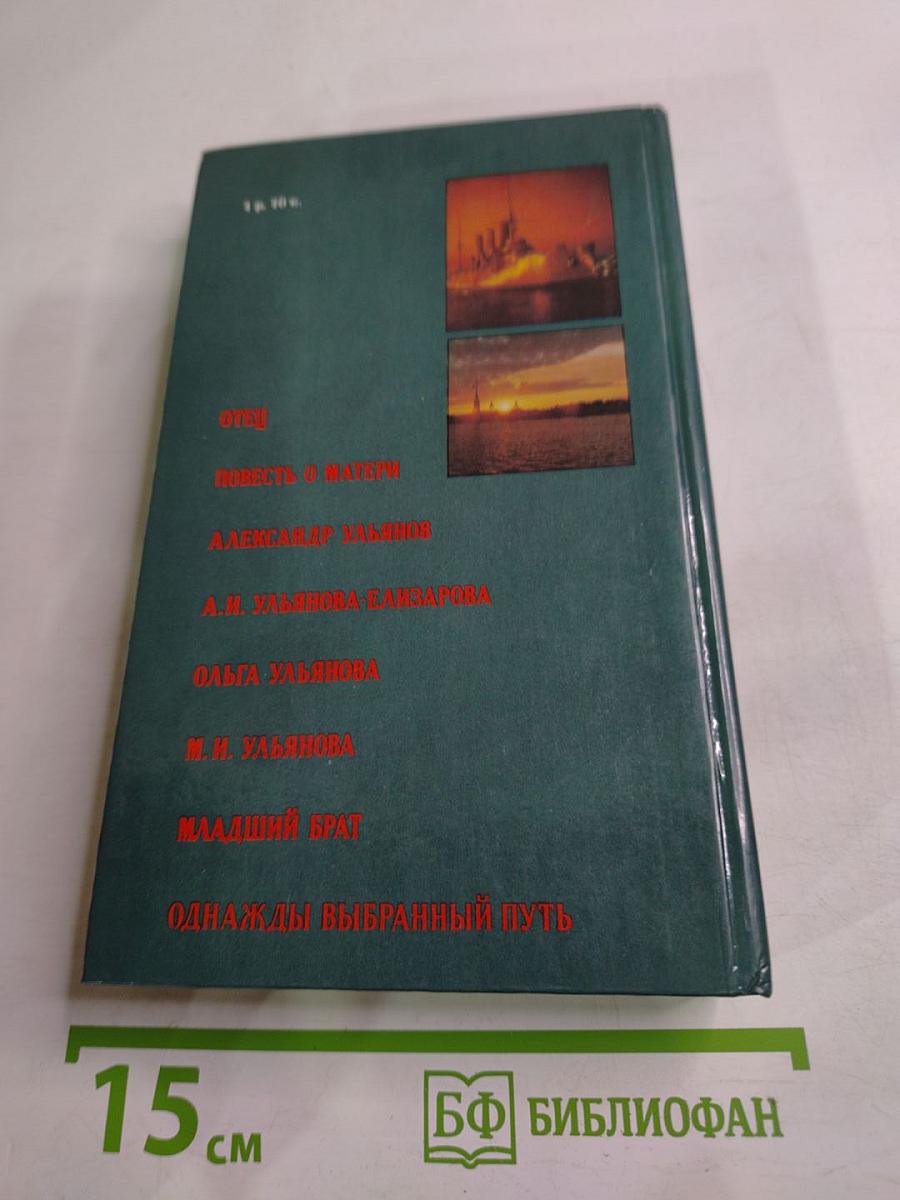 1 р. 10 к.
ОТЕЦ
ПОВЕСТЬ О МАТЕРИ
АЛЕКСАНДР УЛЬЯНОВ
А.И. УЛЬЯНОВА-ЕЛИЗАРОВА
ОЛЬГА УЛЬЯНОВА
М.И. УЛЬЯНОВА
МЛАДШИЙ БРАТ
ОДНАЖДЫ ВЫБРАННЫЙ ПУТЬ
15 см
БФ БИБЛИОФАН